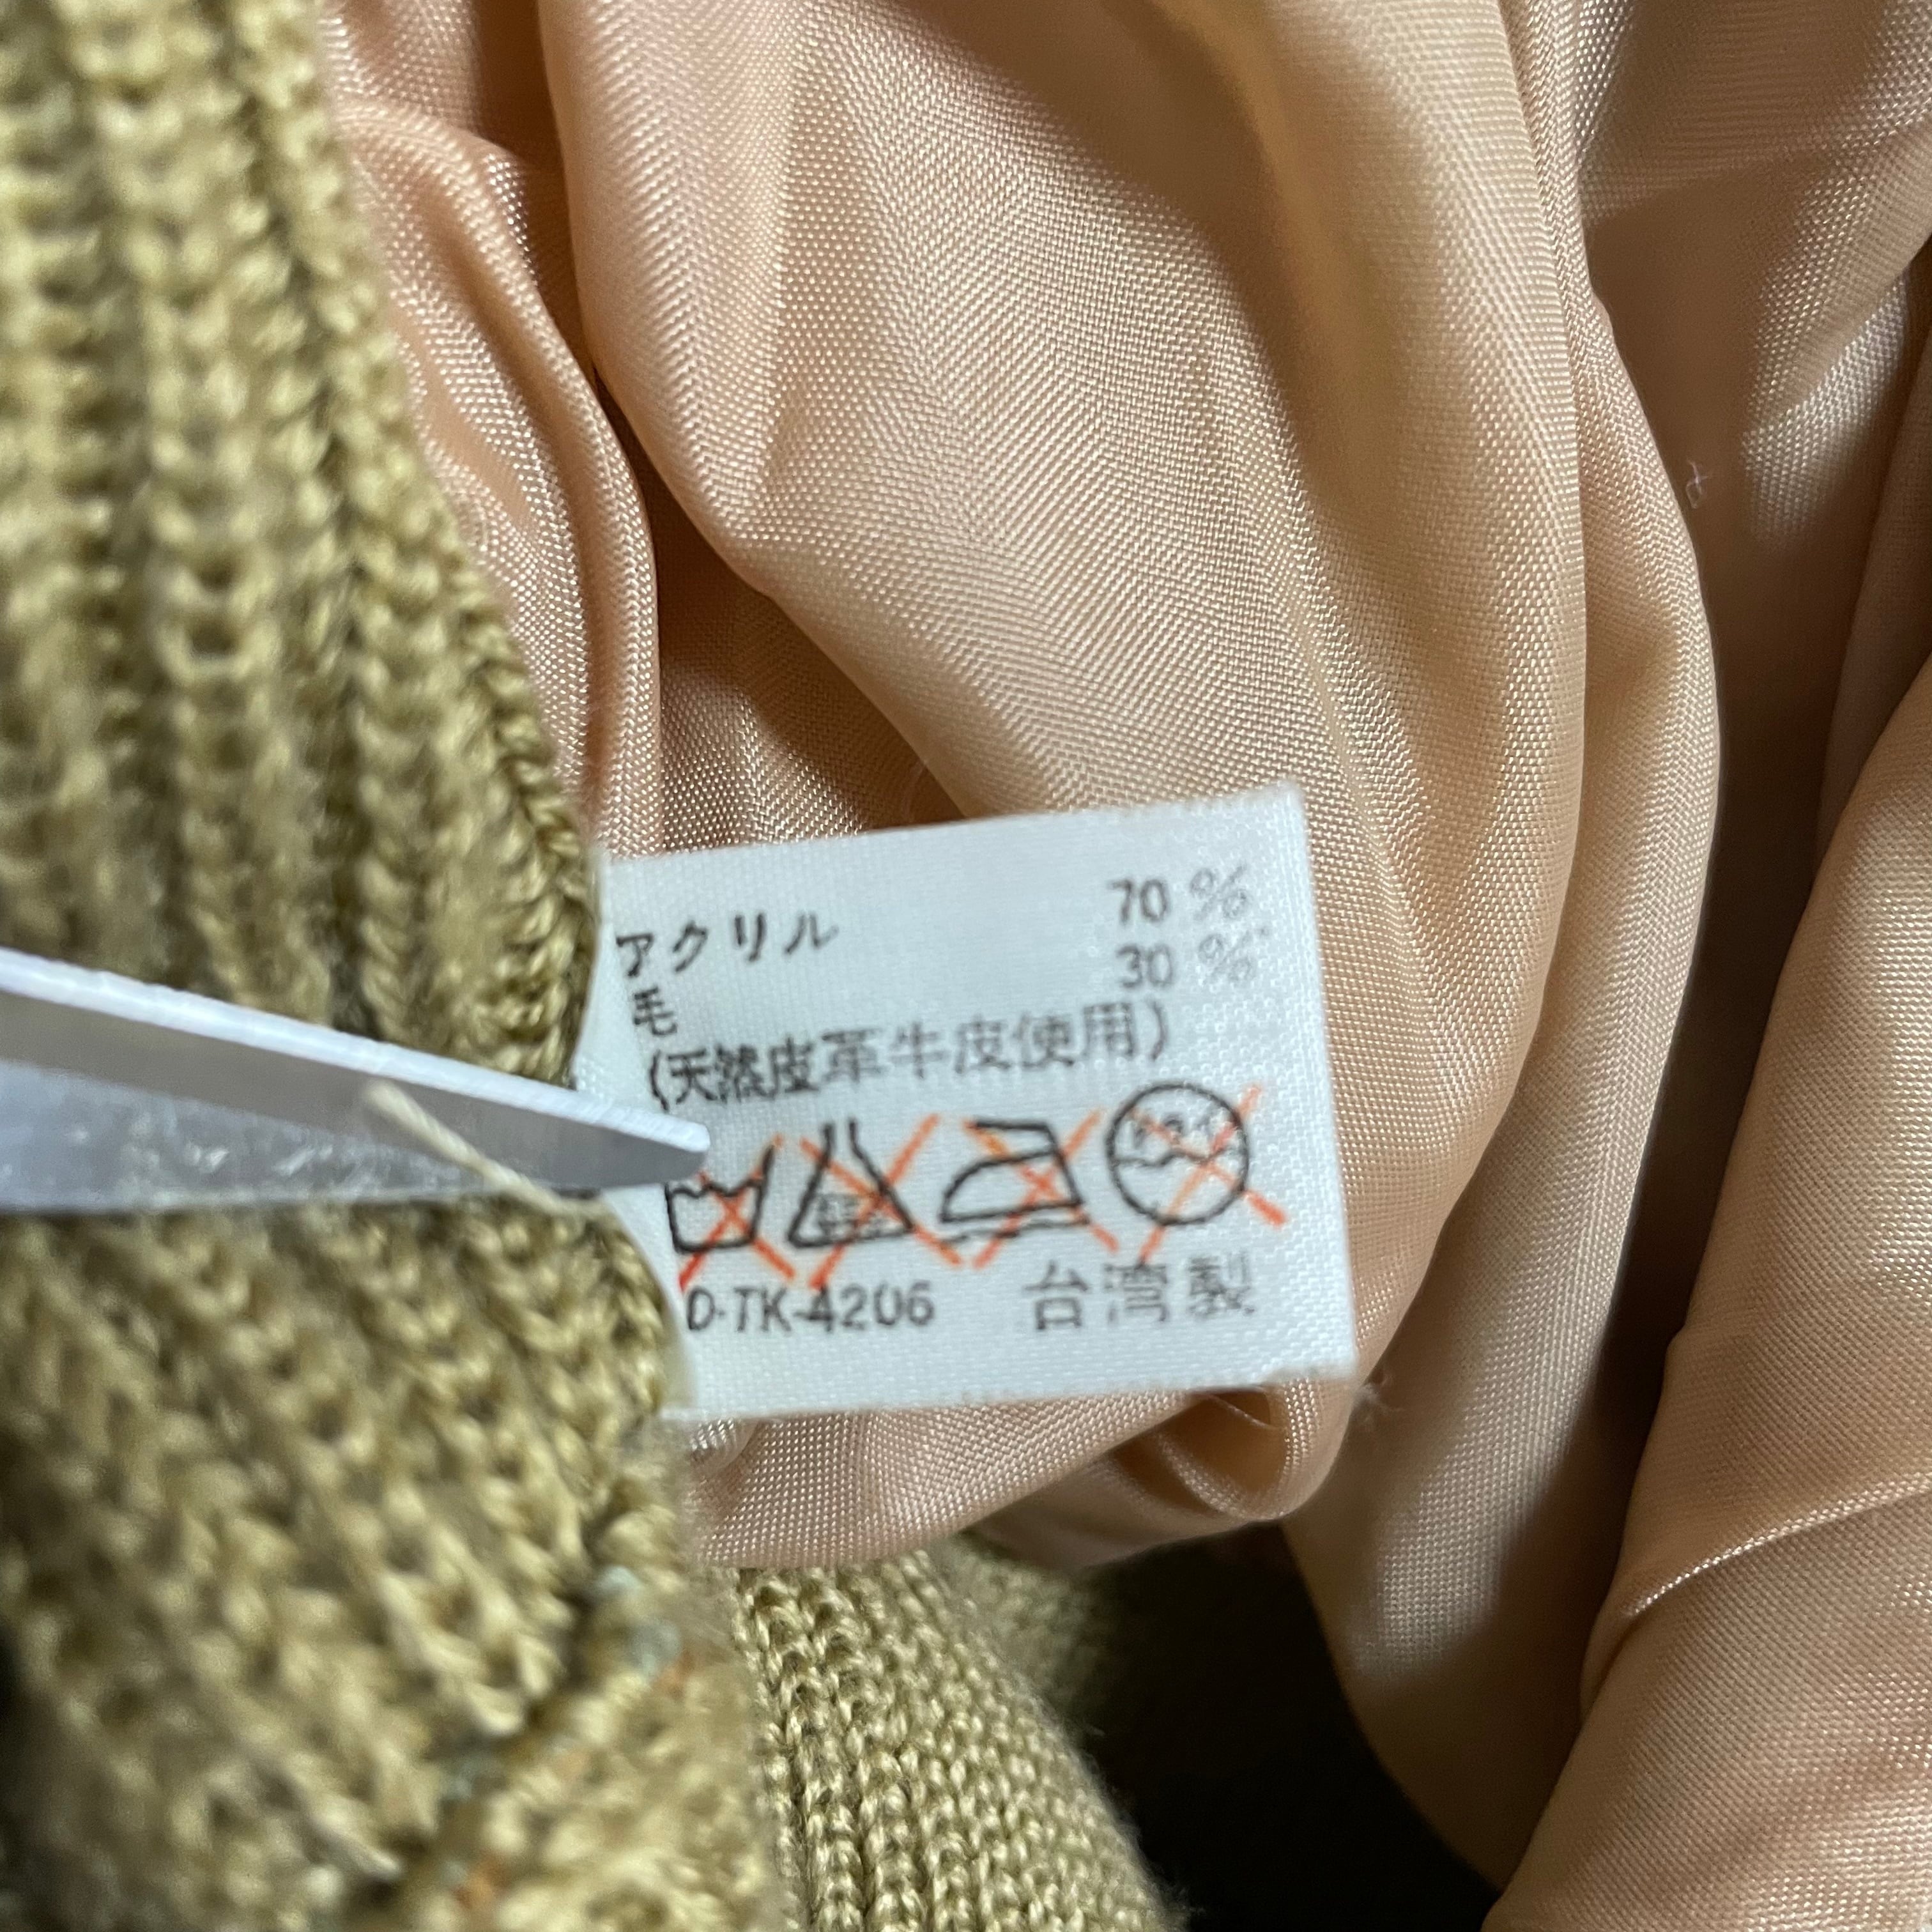 アクリル 70%
毛 30%
(天然皮革牛皮使用)
D-TK-4206 台湾製